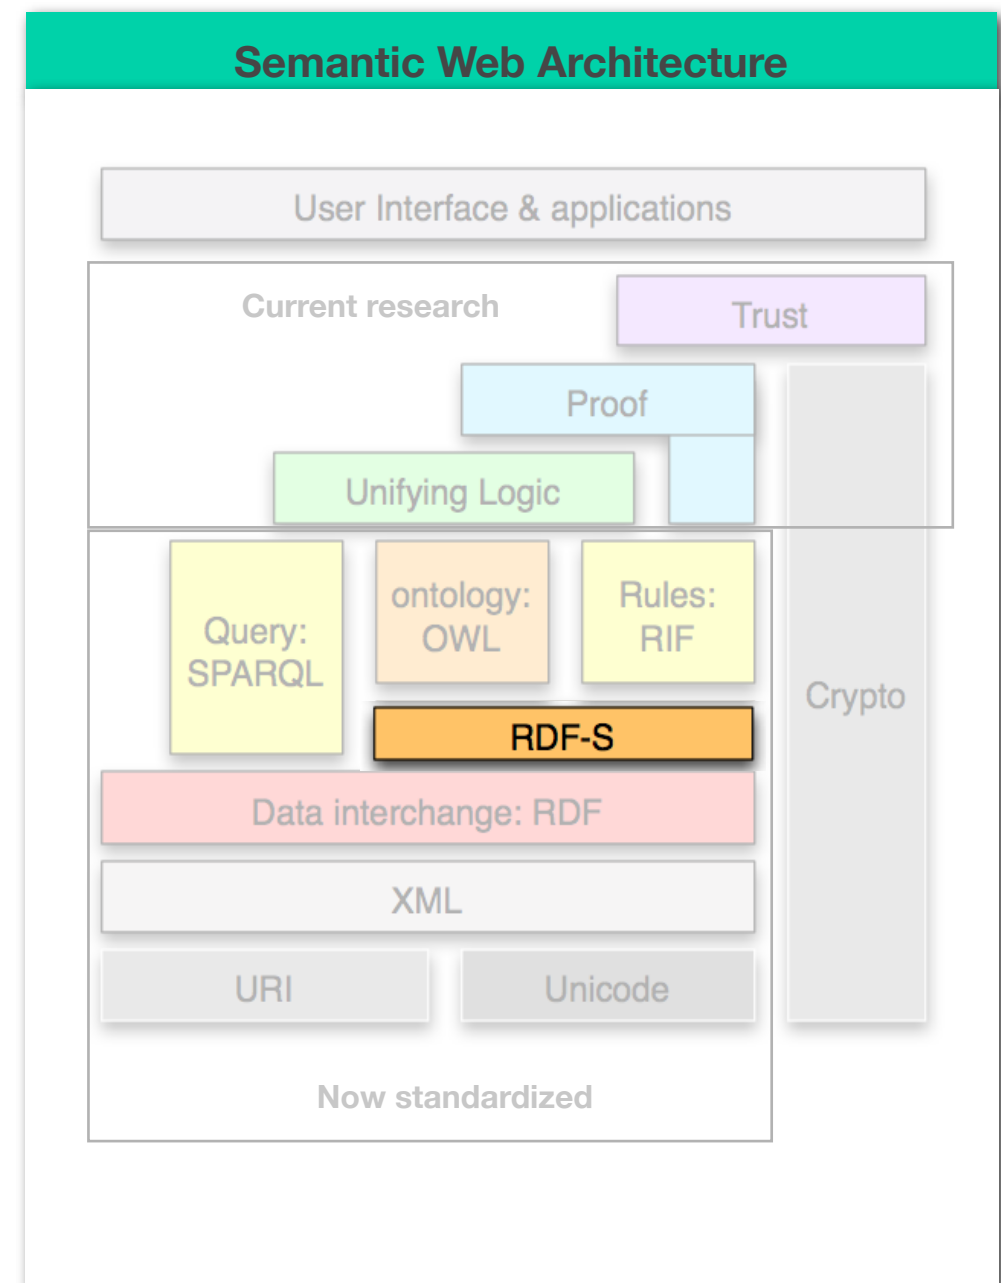 Semantic Web Architecture
User Interface & applications
Current research
Trust
Proof
Unifying Logic
Query:
SPARQL
ontology:
OWL
Rules:
RIF
Crypto
RDF-S
Data interchange: RDF
XML
URI
Unicode
Now standardized